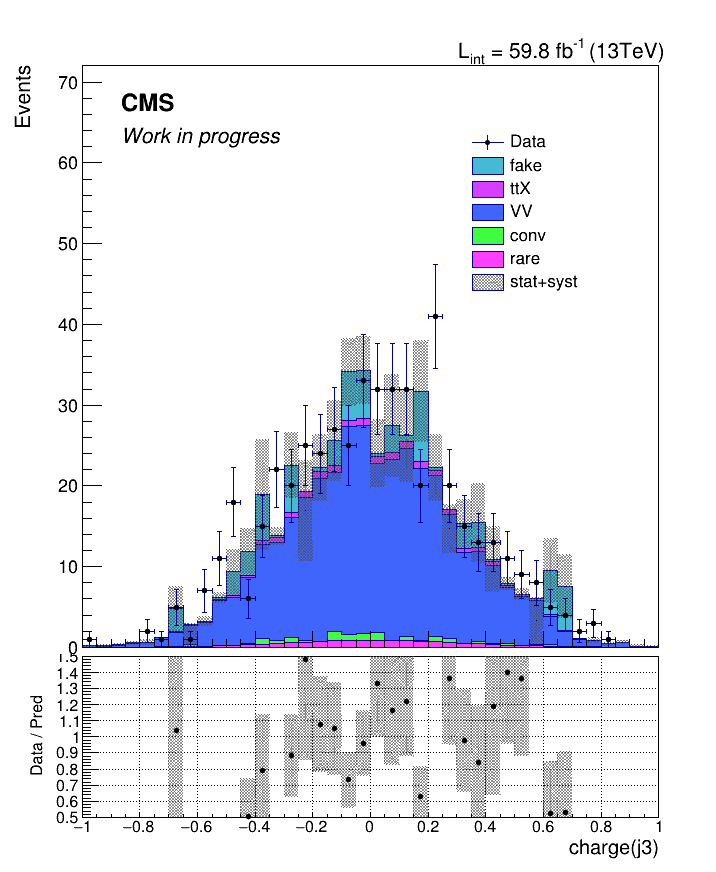 L_int = 59.8 fb^-1 (13TeV)
Events
70
60
50
40
30
20
10
0
CMS
Work in progress
Data
fake
ttX
VV
conv
rare
stat+syst
Data / Pred
1.5
1.4
1.3
1.2
1.1
1
0.9
0.8
0.7
0.6
0.5
−1 −0.8 −0.6 −0.4 −0.2 0 0.2 0.4 0.6 0.8 1
charge(j3)